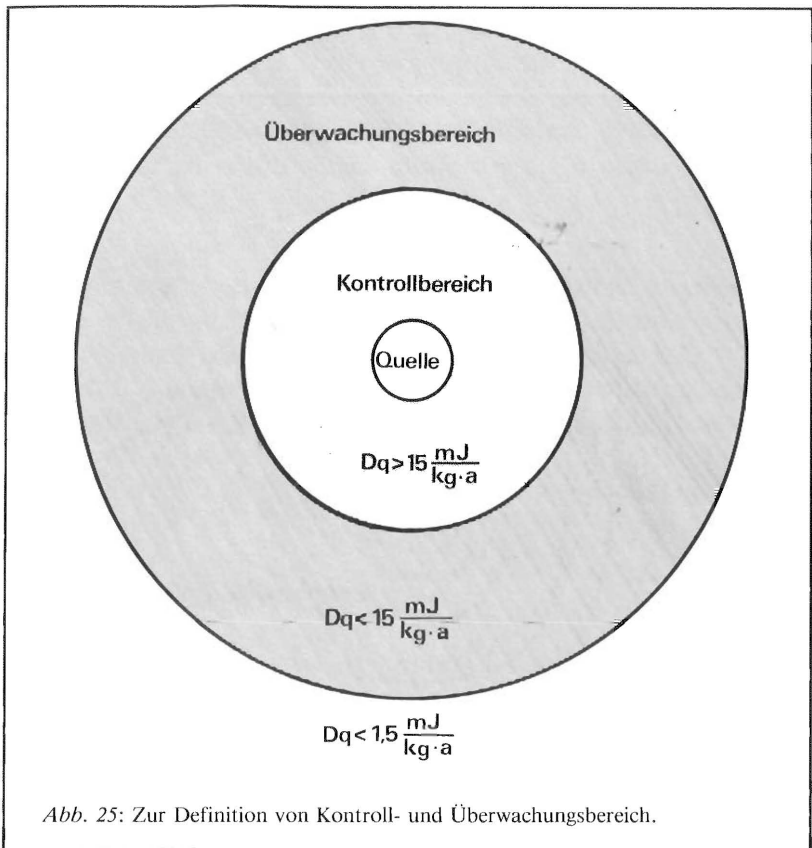 Überwachungsbereich
Kontrollbereich
Quelle
Dq>15 mJ/kg·a
Dq<15 mJ/kg·a
Dq<1,5 mJ/kg·a
Abb. 25: Zur Definition von Kontroll- und Überwachungsbereich.